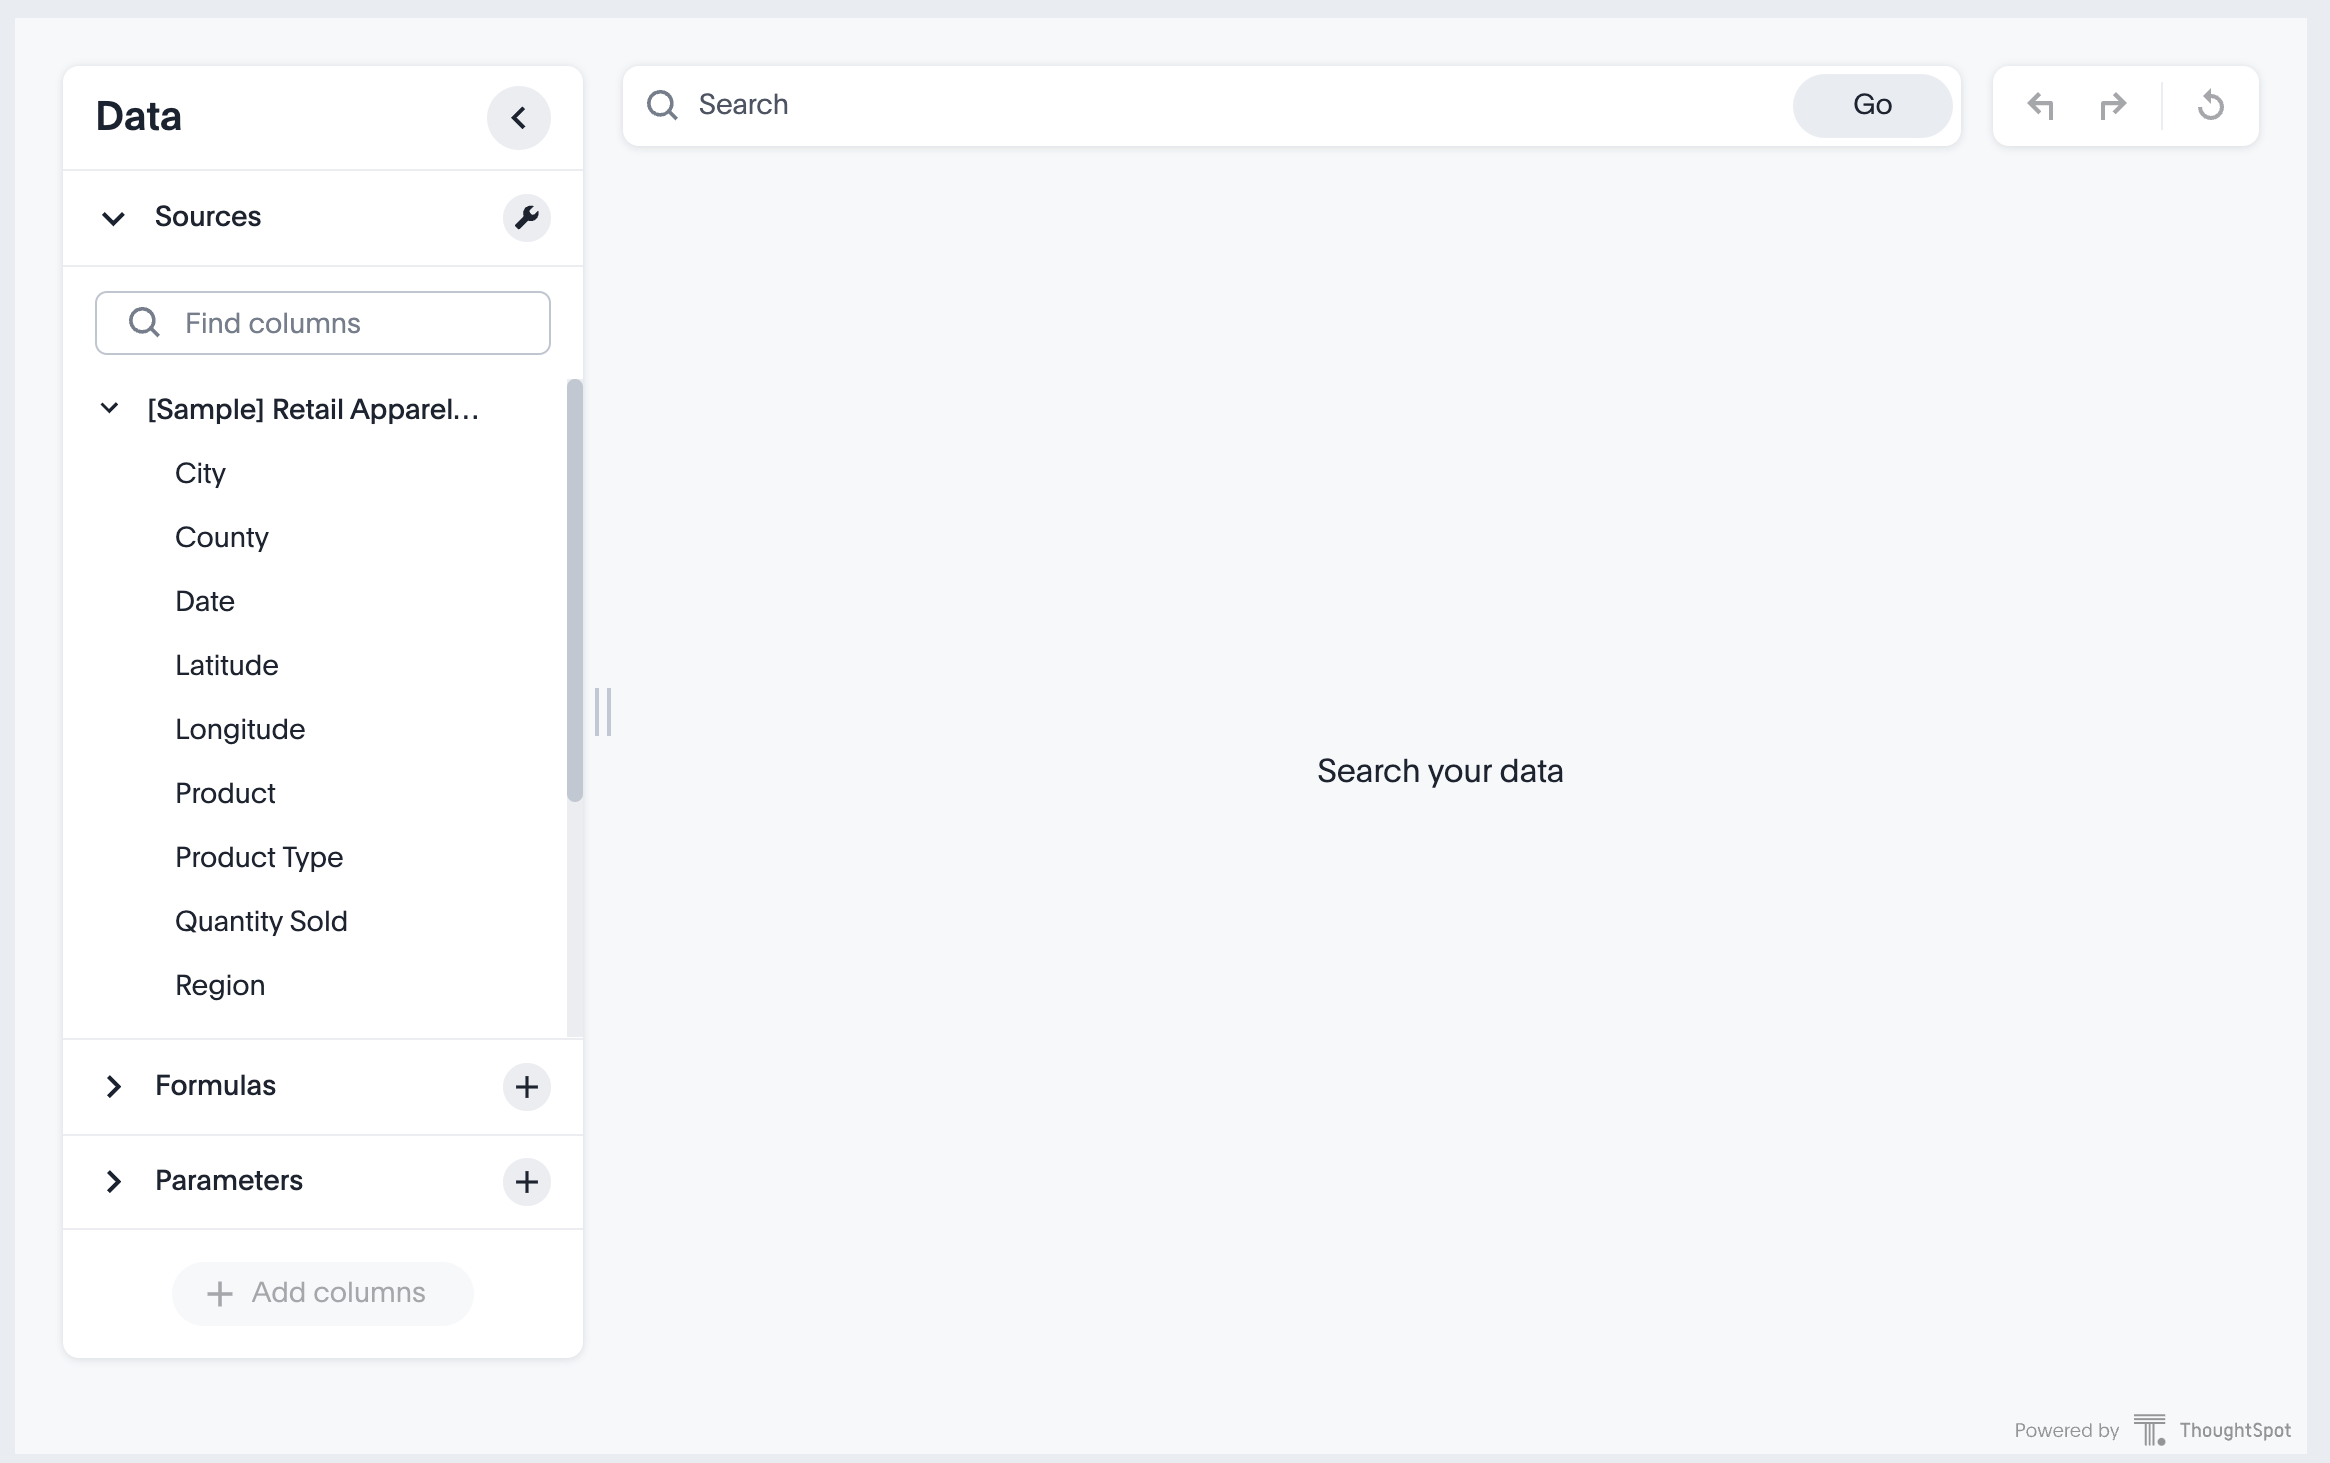 Data
Sources
Find columns
[Sample] Retail Apparel...
City
County
Date
Latitude
Longitude
Product
Product Type
Quantity Sold
Region
Formulas
Parameters
Add columns
Search
Go
Search your data
Powered by ThoughtSpot